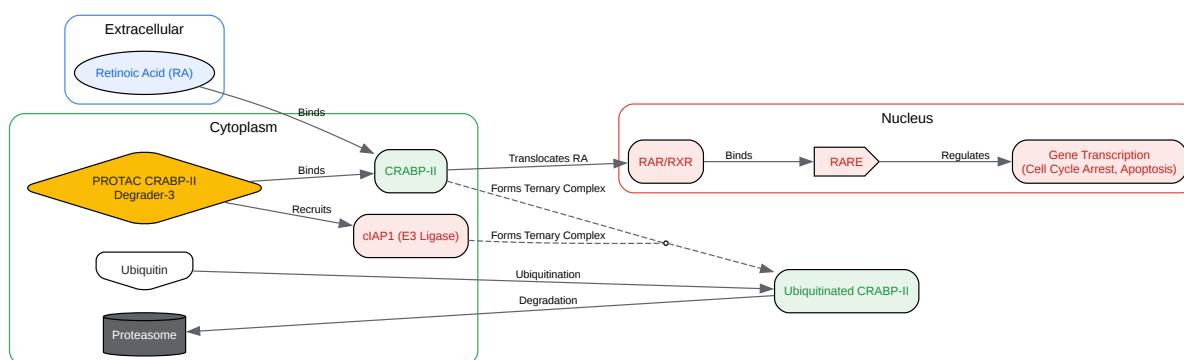 Extracellular
Retinoic Acid (RA)
Binds
Cytoplasm
Nucleus
PROTAC CRABP-II
Degrader-3
Binds
CRABP-II
Translocates RA
RAR/RXR
Binds
RARE
Regulates
Gene Transcription
(Cell Cycle Arrest, Apoptosis)
Forms Ternary Complex
Recruits
cIAP1 (E3 Ligase)
Forms Ternary Complex
Ubiquitin
Ubiquitination
Ubiquitinated CRABP-II
Degradation
Proteasome